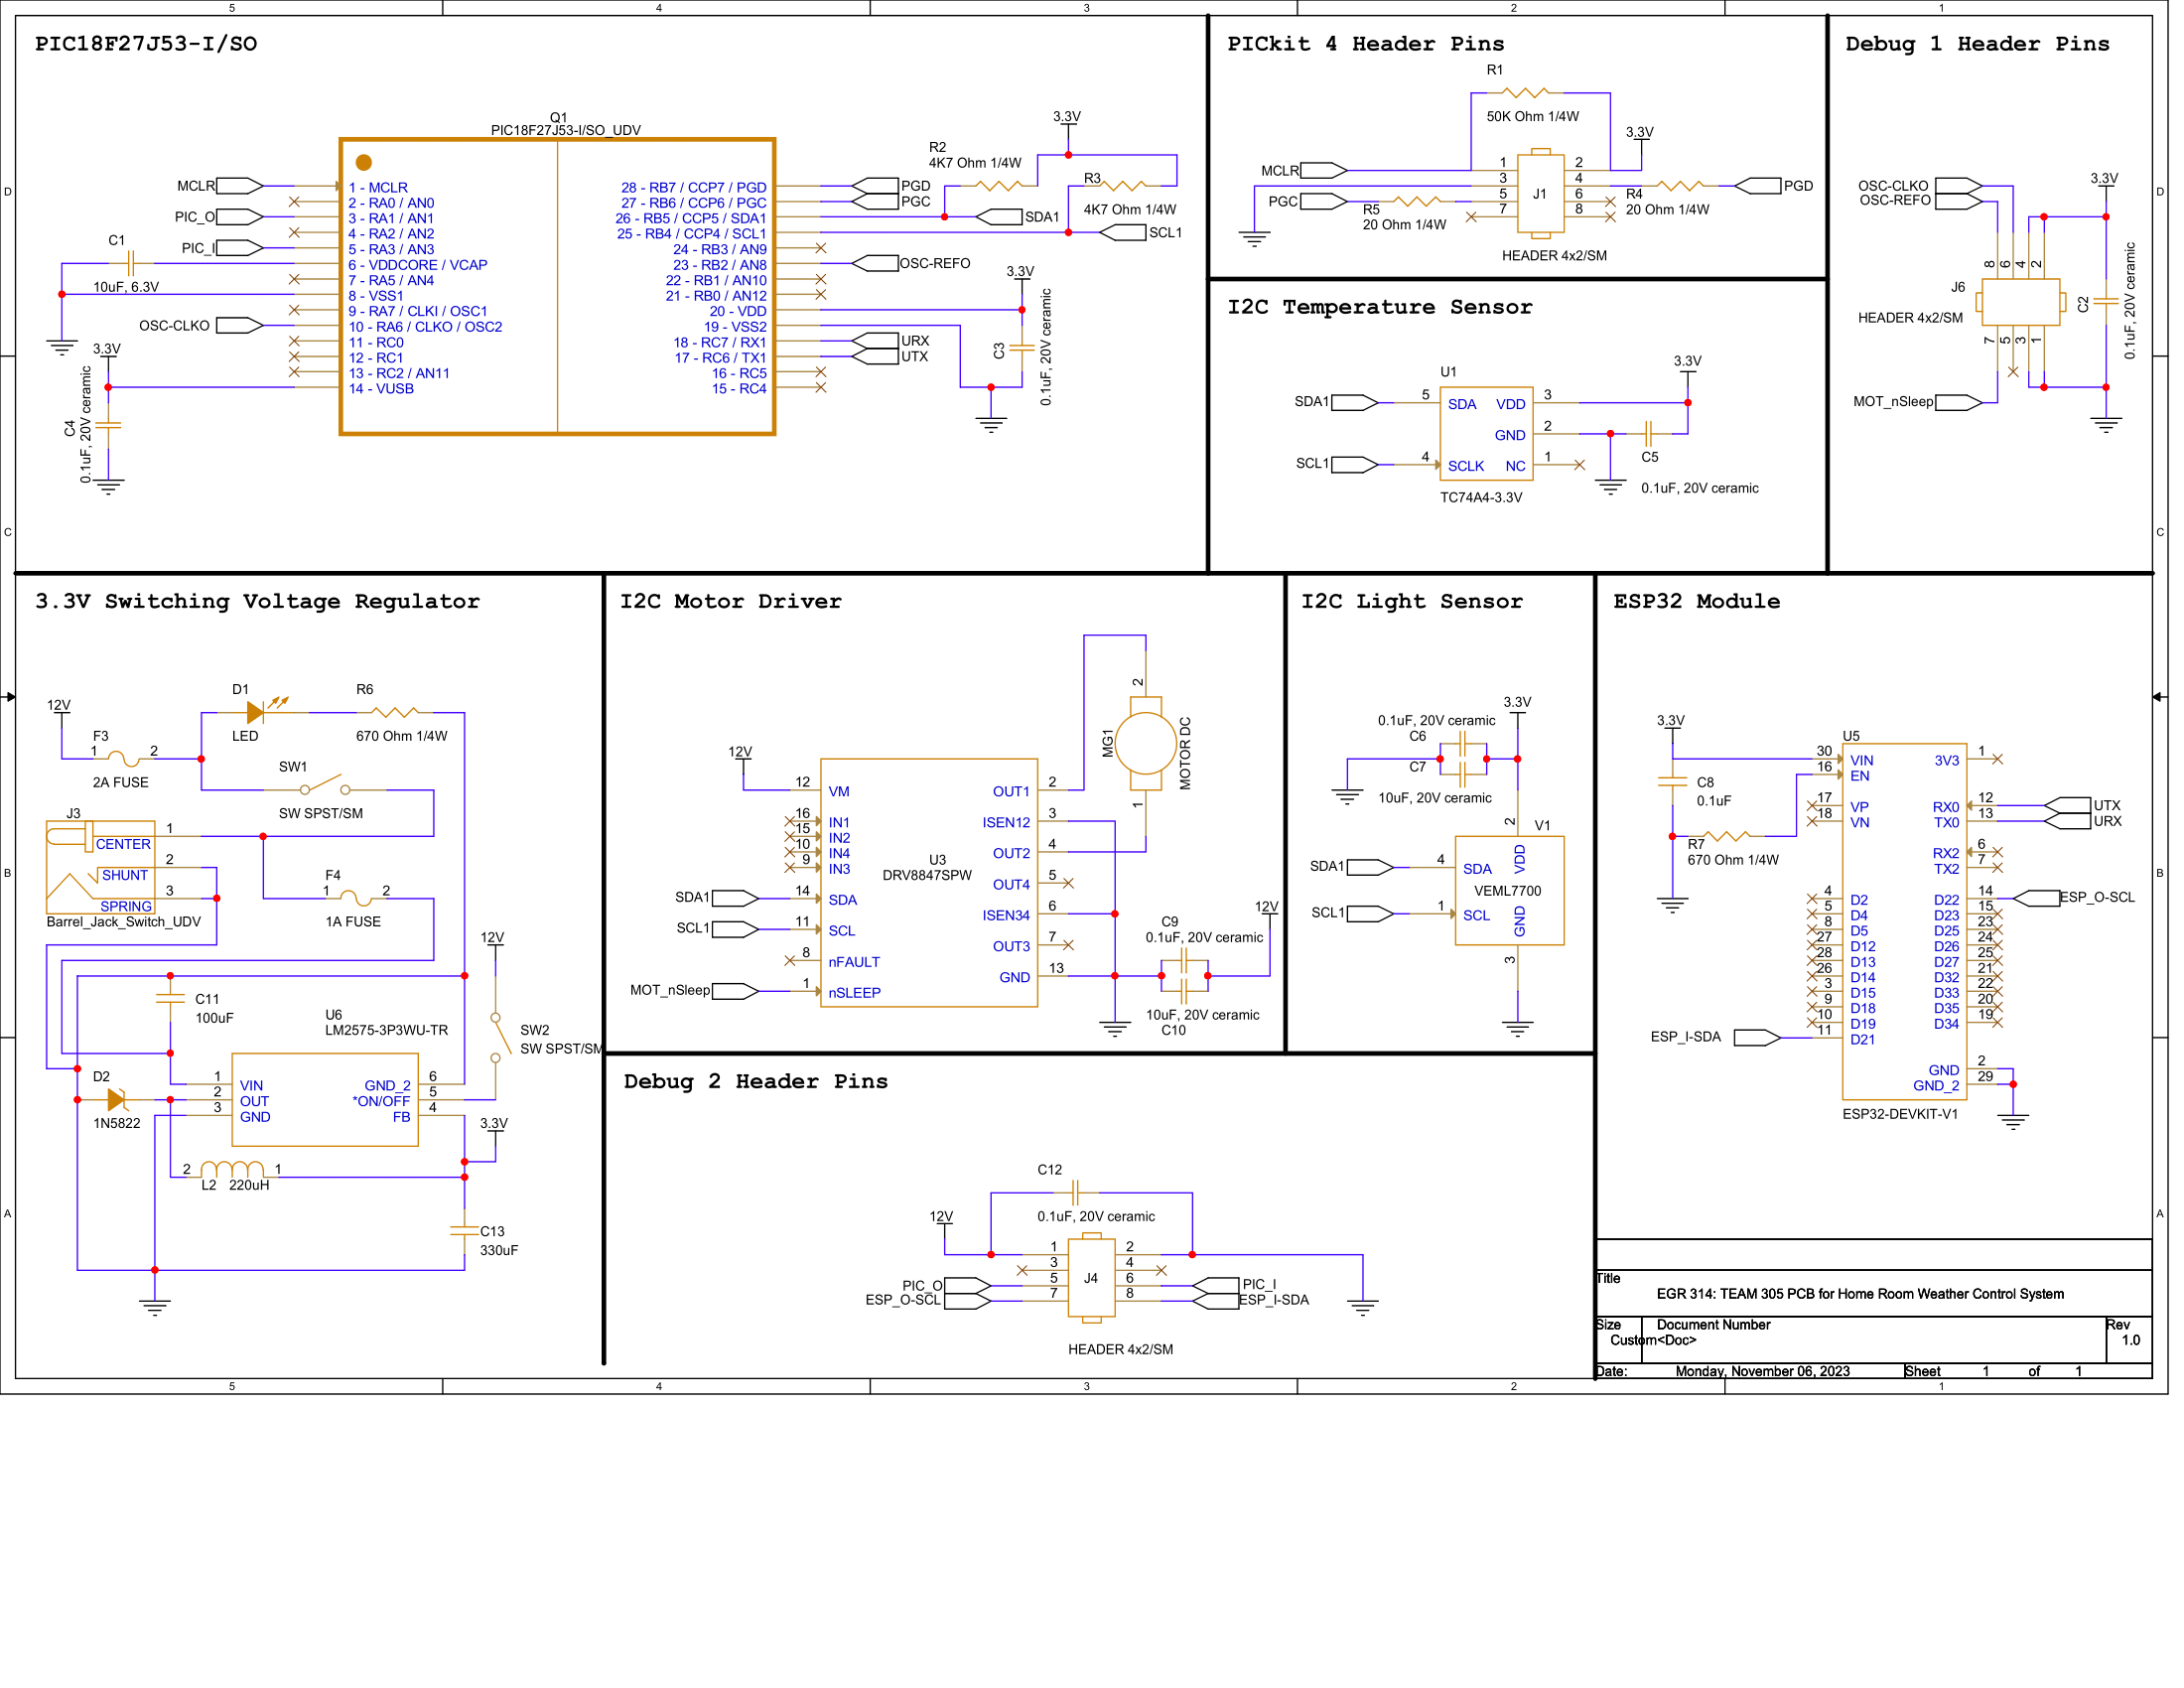 5 4 3 2 1
PIC18F27J53-I/SO
Q1
PIC18F27J53-I/SO_UDV
MCLR
PIC_O
PIC_I
C1
10uF, 6.3V
OSC-CLKO
3.3V
C4
0.1uF, 20V ceramic
1 - MCLR
2 - RA0 / AN0
3 - RA1 / AN1
4 - RA2 / AN2
5 - RA3 / AN3
6 - VDDCORE / VCAP
7 - RA5 / AN4
8 - VSS1
9 - RA7 / CLKI / OSC1
10 - RA6 / CLKO / OSC2
11 - RC0
12 - RC1
13 - RC2 / AN11
14 - VUSB
28 - RB7 / CCP7 / PGD
27 - RB6 / CCP6 / PGC
26 - RB5 / CCP5 / SDA1
25 - RB4 / CCP4 / SCL1
24 - RB3 / AN9
23 - RB2 / AN8
22 - RB1 / AN10
21 - RB0 / AN12
20 - VDD
19 - VSS2
18 - RC7 / RX1
17 - RC6 / TX1
16 - RC5
15 - RC4
R2
4K7 Ohm 1/4W
3.3V
R3
4K7 Ohm 1/4W
PGD
PGC
SDA1
SCL1
OSC-REFO
3.3V
URX
UTX
C3
0.1uF, 20V ceramic
PICkit 4 Header Pins
R1
50K Ohm 1/4W
3.3V
MCLR
PGC
R5
20 Ohm 1/4W
1 2
3 4
5 6
7 8
J1
R4
20 Ohm 1/4W
PGD
HEADER 4x2/SM
Debug 1 Header Pins
OSC-CLKO
OSC-REFO
3.3V
8 6 4 2
J6
HEADER 4x2/SM
7 5 3 1
C2
0.1uF, 20V ceramic
MOT_nSleep
I2C Temperature Sensor
U1
3.3V
SDA1 5 SDA VDD 3
GND 2
SCL1 4 SCLK NC 1
C5
0.1uF, 20V ceramic
TC74A4-3.3V
D D
C C
3.3V Switching Voltage Regulator
12V
D1
LED
R6
670 Ohm 1/4W
F3
1 2
2A FUSE
SW1
SW SPST/SM
J3
CENTER 1
SHUNT 2
SPRING 3
Barrel_Jack_Switch_UDV
F4
1 2
1A FUSE
12V
C11
100uF
U6
LM2575-3P3WU-TR
SW2
SW SPST/SM
D2
1N5822
1 VIN GND_2 6
2 OUT *ON/OFF 5
3 GND FB 4
3.3V
2 1
L2 220uH
C13
330uF
I2C Motor Driver
12V
MG1
MOTOR DC
2
1
12 VM
16 IN1
15 IN2
10 IN4
9 IN3
SDA1 14 SDA
SCL1 11 SCL
8 nFAULT
MOT_nSleep 1 nSLEEP
U3
DRV8847SPW
OUT1 2
ISEN12 3
OUT2 4
OUT4 5
ISEN34 6
OUT3 7
GND 13
12V
C9
0.1uF, 20V ceramic
10uF, 20V ceramic
C10
I2C Light Sensor
3.3V
0.1uF, 20V ceramic
C6
C7
10uF, 20V ceramic
V1
2
VDD
SDA1 4 SDA
VEML7700
SCL1 1 SCL
GND
3
ESP32 Module
3.3V
C8
0.1uF
R7
670 Ohm 1/4W
U5
30 VIN
16 EN
17 VP
18 VN
4 D2
5 D4
8 D5
27 D12
28 D13
26 D14
3 D15
9 D18
10 D19
ESP_I-SDA 11 D21
3V3 1
RX0 12 UTX
TX0 13 URX
RX2 6
TX2 7
D22 14 ESP_O-SCL
D23 15
D25 23
D26 24
D27 25
D32 21
D33 22
D35 20
D34 19
GND 2
GND_2 29
ESP32-DEVKIT-V1
Debug 2 Header Pins
C12
0.1uF, 20V ceramic
12V
1 2
3 4
PIC_O 5 6 PIC_I
ESP_O-SCL 7 8 ESP_I-SDA
J4
HEADER 4x2/SM
B B
A A
Title
EGR 314: TEAM 305 PCB for Home Room Weather Control System
Size Document Number Rev
Custom <Doc> 1.0
Date: Monday, November 06, 2023 Sheet 1 of 1
5 4 3 2 1